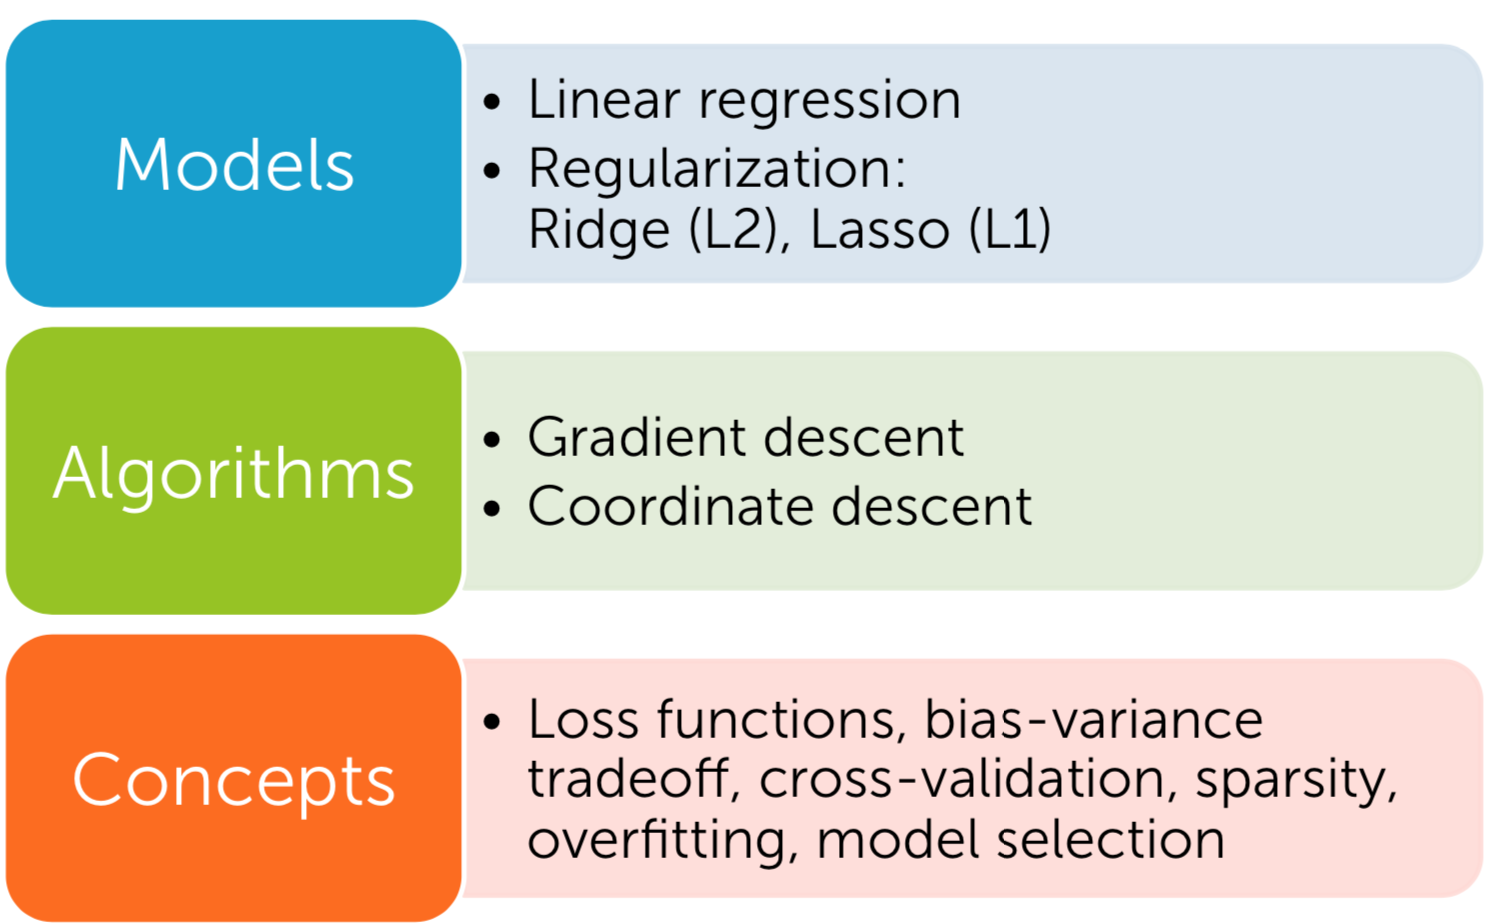 Models
• Linear regression
• Regularization:
Ridge (L2), Lasso (L1)
Algorithms
• Gradient descent
• Coordinate descent
Concepts
• Loss functions, bias-variance
tradeoff, cross-validation, sparsity,
overfitting, model selection